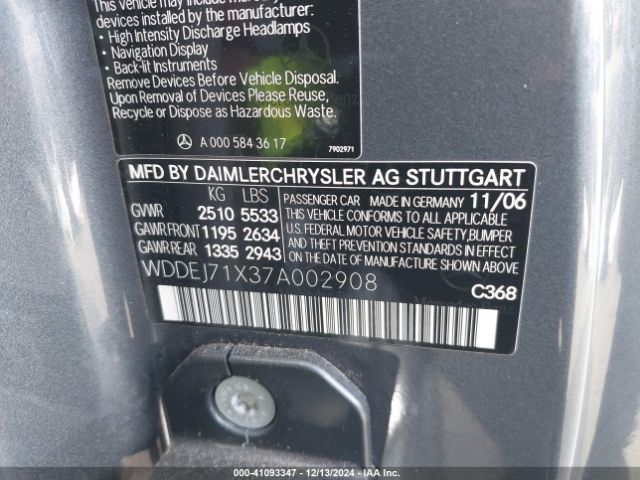 This vehicle may include mercury
devices installed by the manufacturer:
• High Intensity Discharge Headlamps
• Navigation Display
• Back-lit Instruments
Remove Devices Before Vehicle Disposal.
Upon Removal of Devices Please Reuse,
Recycle or Dispose as Hazardous Waste.
A 000 584 36 17
7902971
MFD BY DAIMLERCHRYSLER AG STUTTGART
KG LBS
GVWR 2510 5533
GAWR FRONT 1195 2634
GAWR REAR 1335 2943
PASSENGER CAR MADE IN GERMANY 11/06
THIS VEHICLE CONFORMS TO ALL APPLICABLE
U.S. FEDERAL MOTOR VEHICLE SAFETY, BUMPER
AND THEFT PREVENTION STANDARDS IN EFFECT ON
THE DATE OF MANUFACTURE SHOWN ABOVE.
WDDEJ71X37A002908
C368
000-41093347 • 12/13/2024 • IAAI.COM